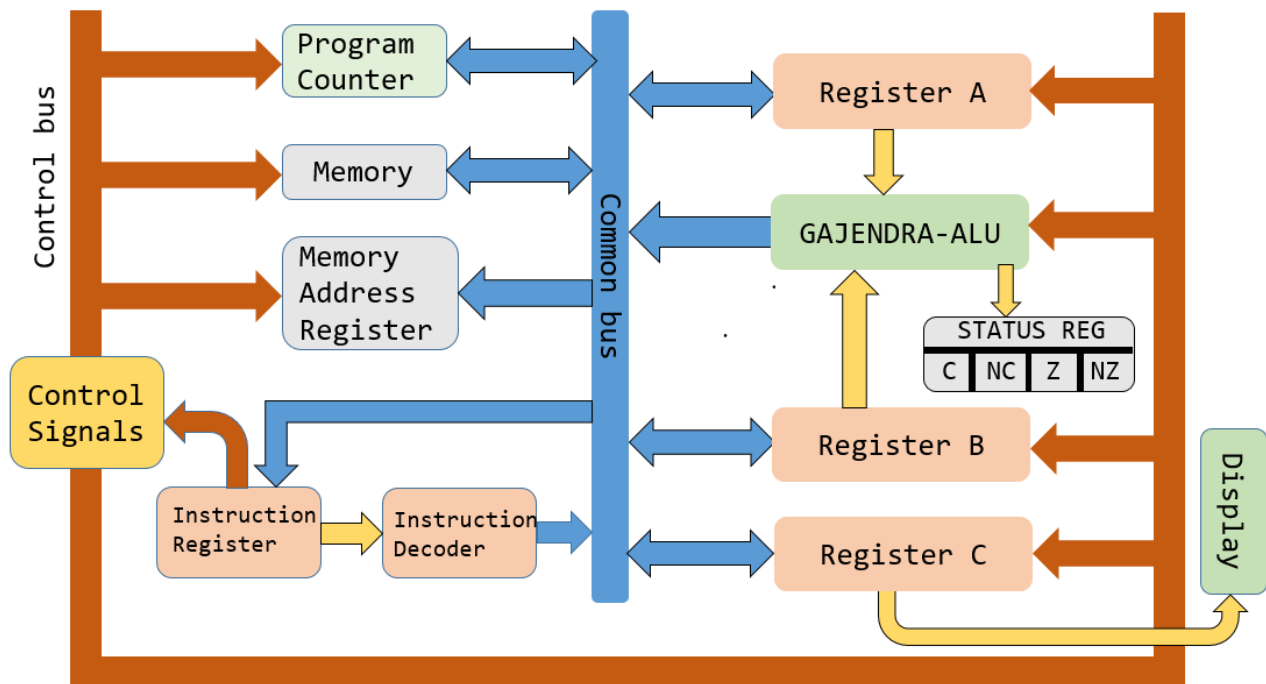 Control bus
Program
Counter
Memory
Memory
Address
Register
Control
Signals
Instruction
Register
Instruction
Decoder
Common bus
Register A
GAJENDRA-ALU
STATUS REG
C NC Z NZ
Register B
Register C
Display